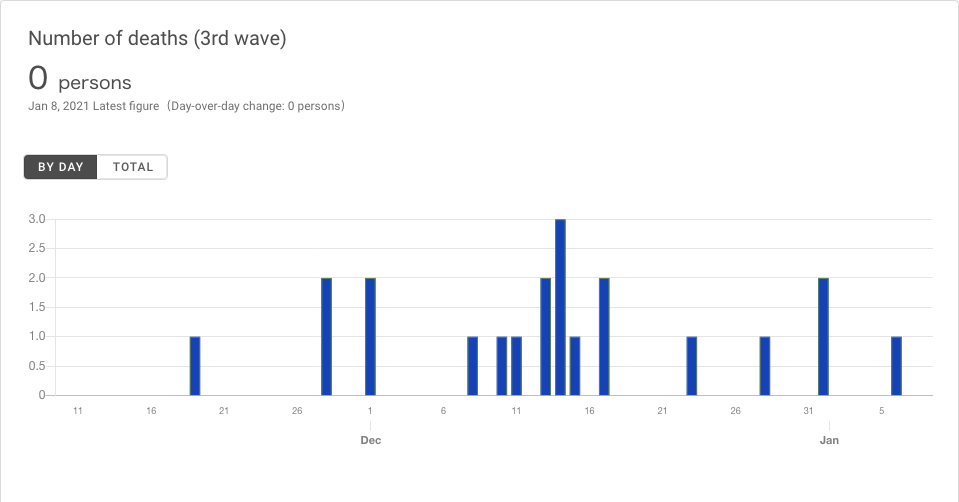 Number of deaths (3rd wave)
0 persons
Jan 8, 2021 Latest figure (Day-over-day change: 0 persons)
BY DAY TOTAL
3.0
2.5
2.0
1.5
1.0
0.5
0
11 16 21 26 1 6 11 16 21 26 31 5
Dec Jan